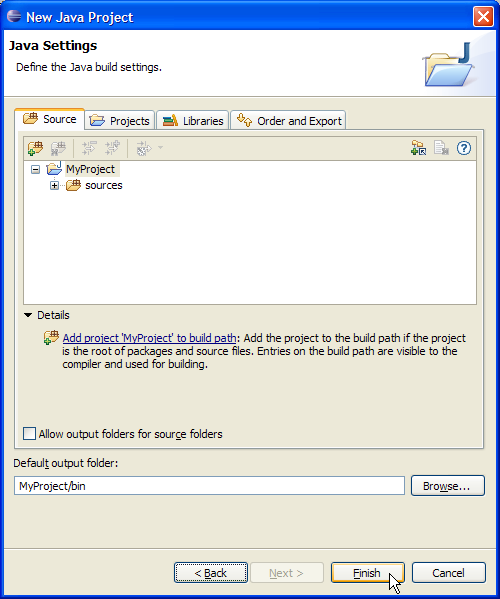 New Java Project
Java Settings
Define the Java build settings.
Source Projects Libraries Order and Export
MyProject
sources
Details
Add project 'MyProject' to build path: Add the project to the build path if the project
is the root of packages and source files. Entries on the build path are visible to the
compiler and used for building.
Allow output folders for source folders
Default output folder:
MyProject/bin Browse...
< Back Next > Finish Cancel